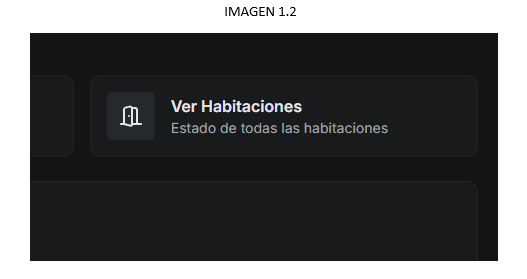 IMAGEN 1.2
Ver Habitaciones
Estado de todas las habitaciones